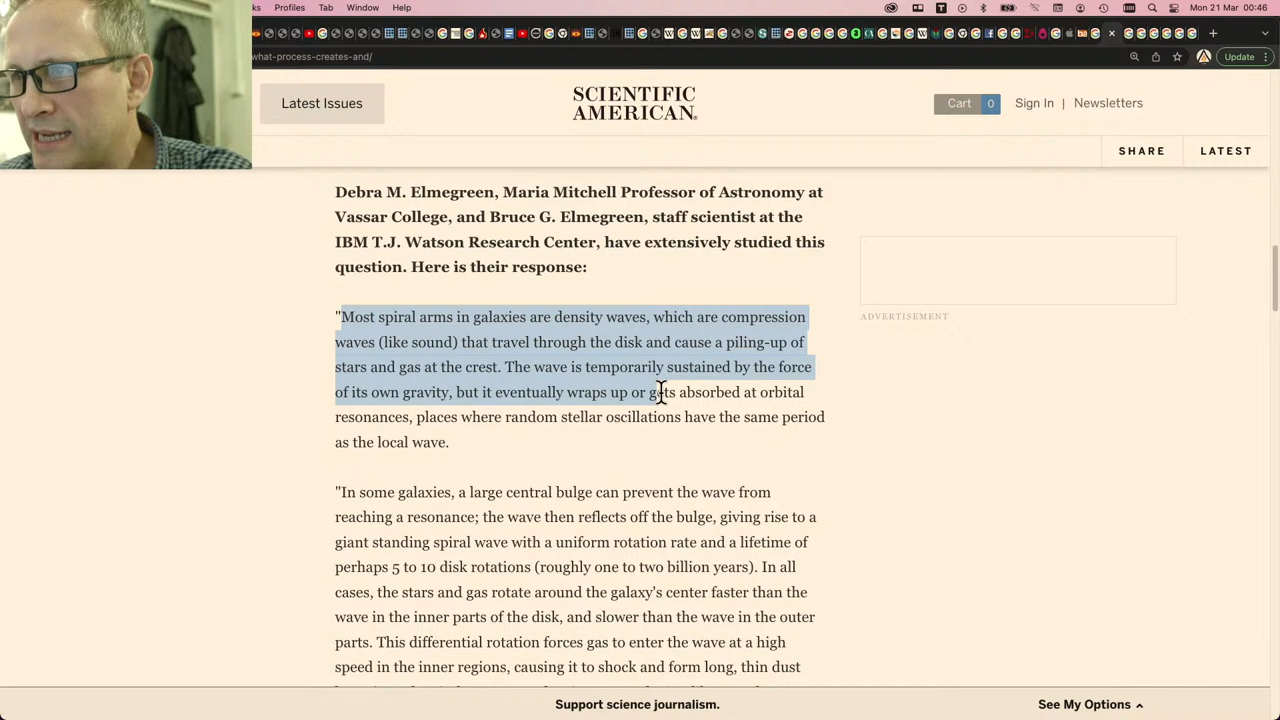 Profiles
Tab
Window
Help
Mon 21 Mar 00:46
what-process-creates-and/
Update
Latest Issues
SCIENTIFIC
AMERICAN
Cart 0
Sign In | Newsletters
SHARE
LATEST
Debra M. Elmegreen, Maria Mitchell Professor of Astronomy at
Vassar College, and Bruce G. Elmegreen, staff scientist at the
IBM T.J. Watson Research Center, have extensively studied this
question. Here is their response:
"Most spiral arms in galaxies are density waves, which are compression
waves (like sound) that travel through the disk and cause a piling-up of
stars and gas at the crest. The wave is temporarily sustained by the force
of its own gravity, but it eventually wraps up or gets absorbed at orbital
resonances, places where random stellar oscillations have the same period
as the local wave.
ADVERTISEMENT
"In some galaxies, a large central bulge can prevent the wave from
reaching a resonance; the wave then reflects off the bulge, giving rise to a
giant standing spiral wave with a uniform rotation rate and a lifetime of
perhaps 5 to 10 disk rotations (roughly one to two billion years). In all
cases, the stars and gas rotate around the galaxy's center faster than the
wave in the inner parts of the disk, and slower than the wave in the outer
parts. This differential rotation forces gas to enter the wave at a high
speed in the inner regions, causing it to shock and form long, thin dust
Support science journalism.
See My Options